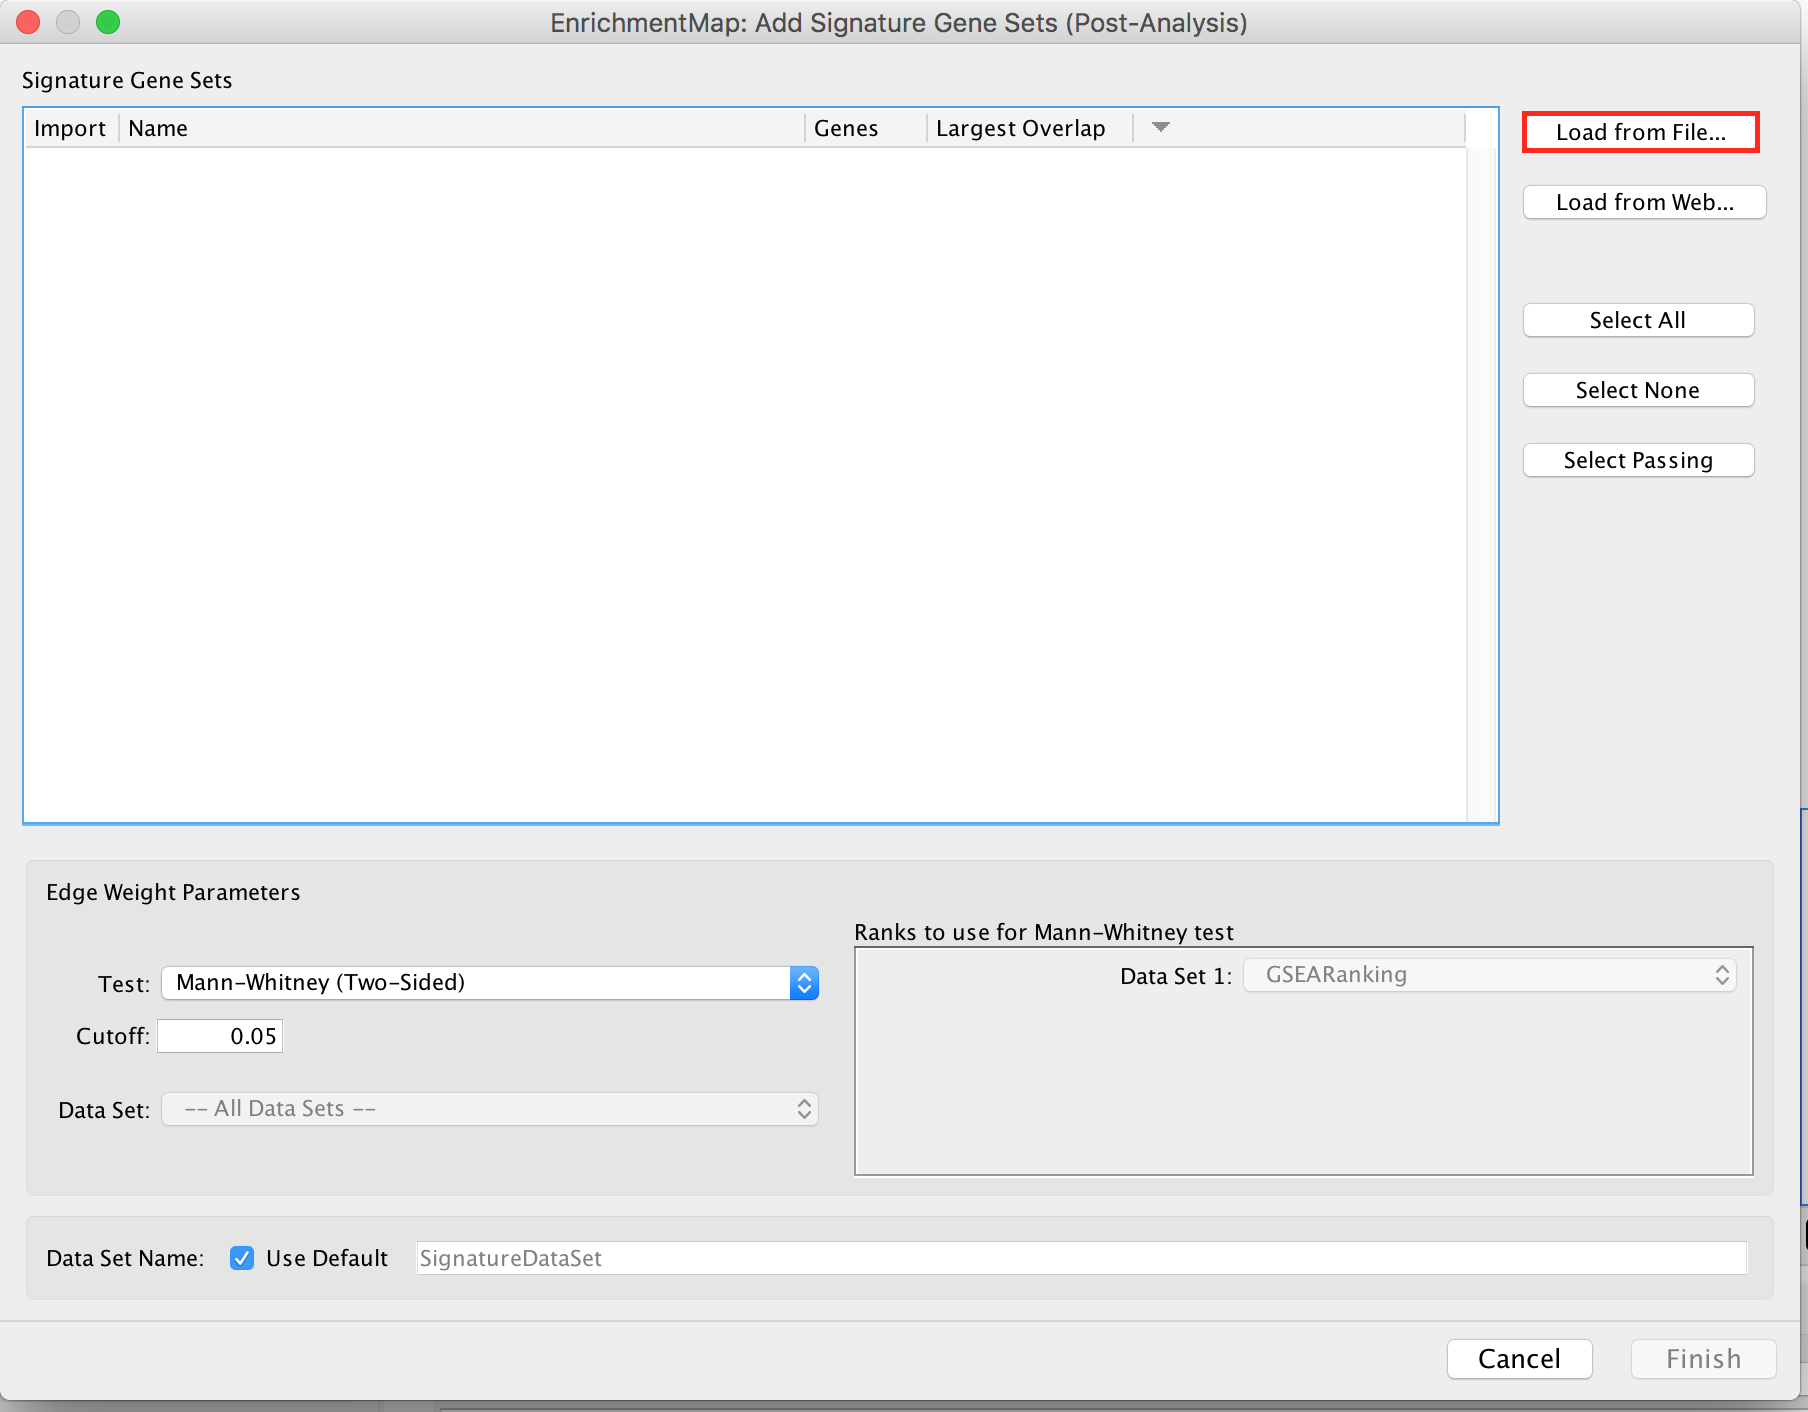 EnrichmentMap: Add Signature Gene Sets (Post-Analysis)
Signature Gene Sets
Import Name Genes Largest Overlap
Load from File...
Load from Web...
Select All
Select None
Select Passing
Edge Weight Parameters
Ranks to use for Mann-Whitney test
Test: Mann-Whitney (Two-Sided)
Data Set 1: GSEARanking
Cutoff: 0.05
Data Set: -- All Data Sets --
Data Set Name: Use Default SignatureDataSet
Cancel Finish